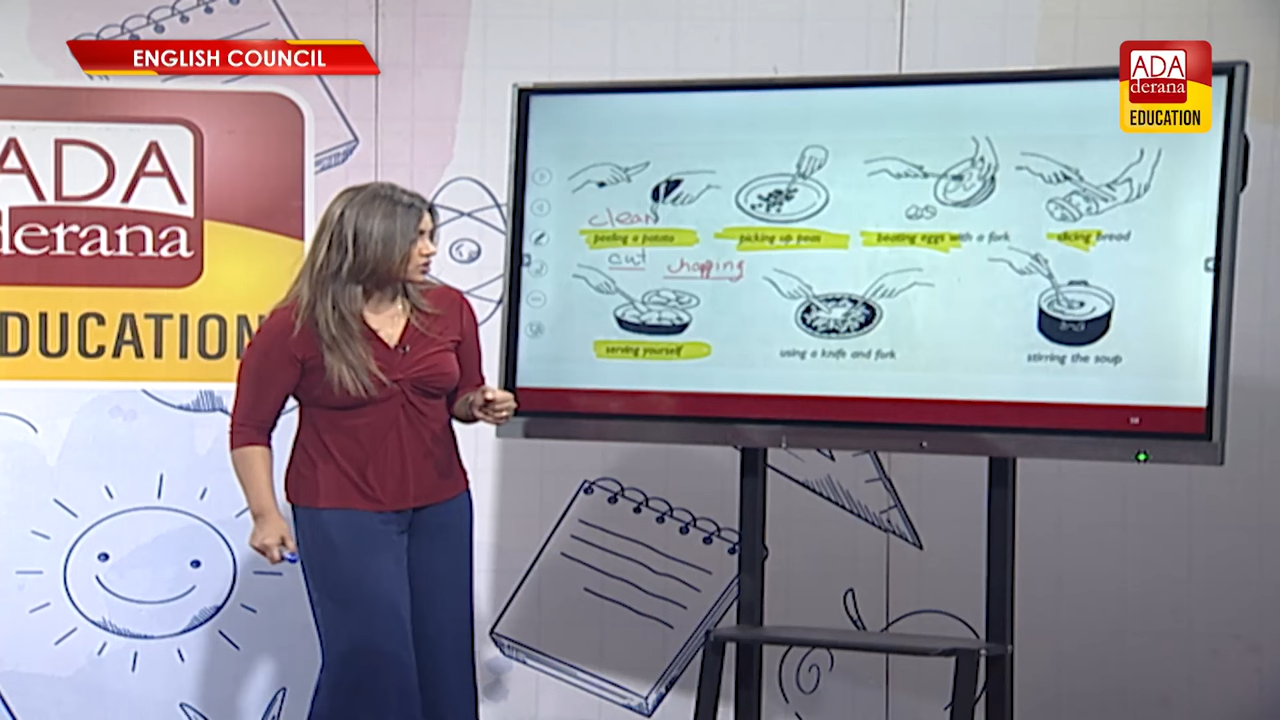 ENGLISH COUNCIL
ADA
derana
EDUCATION
ADA
derana
EDUCATION
clean
peeling a potato
picking up peas
beating eggs with a fork
slicing bread
cut
chopping
serving yourself
using a knife and fork
stirring the soup